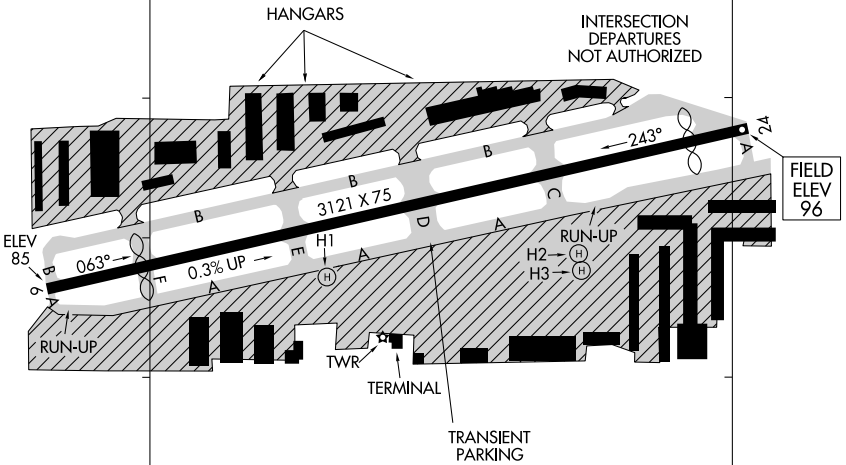 HANGARS
INTERSECTION
DEPARTURES
NOT AUTHORIZED
24
A
243°
B
B
B
FIELD
ELEV
96
3121 X 75
C
D
A
RUN-UP
ELEV
85
H1
E
A
H2
H
H3
H
B
6
A
063°
F
0.3% UP
A
H
RUN-UP
TWR
TERMINAL
TRANSIENT
PARKING